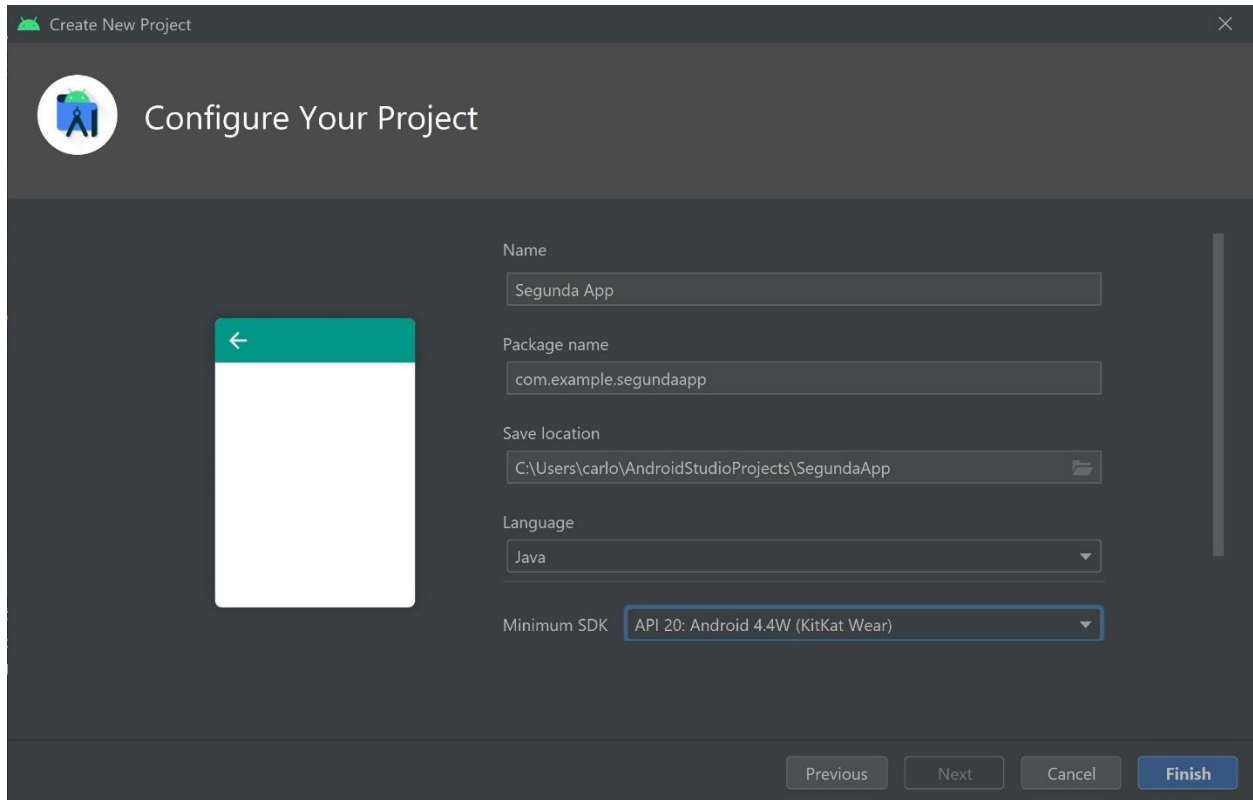 Create New Project
Configure Your Project
Name
Segunda App
Package name
com.example.segundaapp
Save location
C:\Users\carlo\AndroidStudioProjects\SegundaApp
Language
Java
Minimum SDK API 20: Android 4.4W (KitKat Wear)
Previous Next Cancel Finish